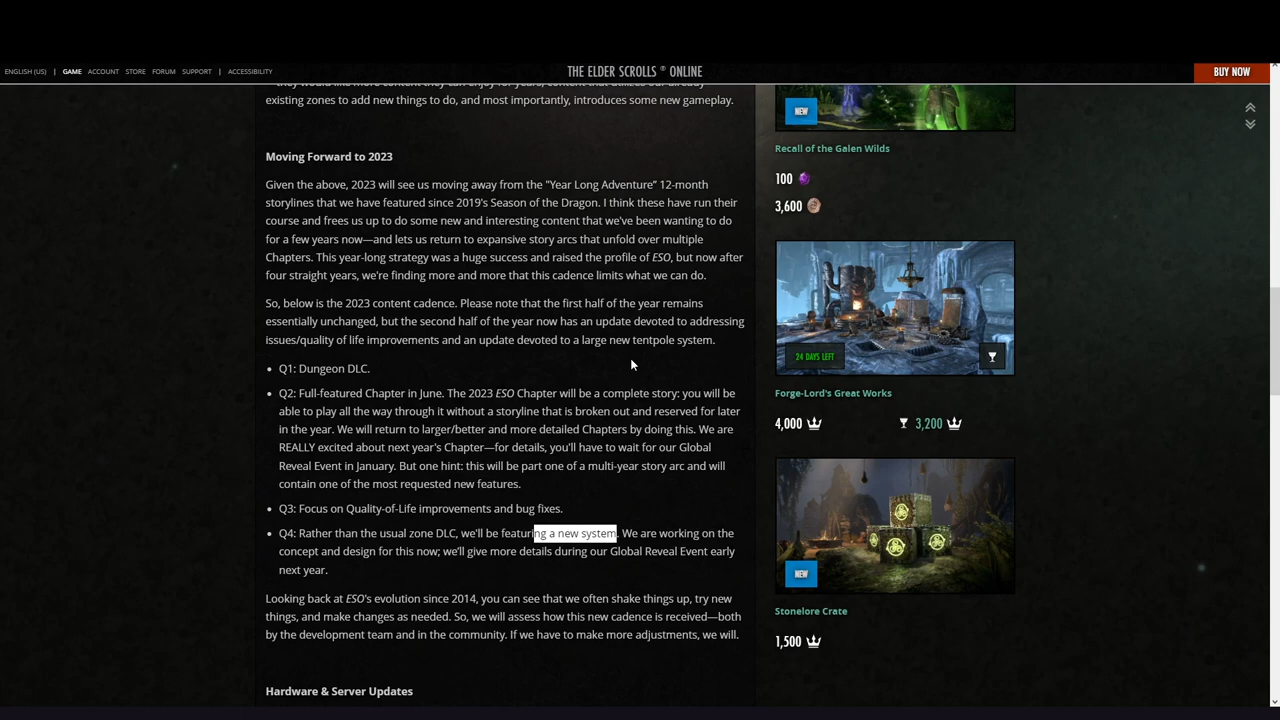 ENGLISH (US) | GAME ACCOUNT STORE FORUM SUPPORT | ACCESSIBILITY
THE ELDER SCROLLS ® ONLINE
BUY NOW
existing zones to add new things to do, and most importantly, introduces some new gameplay.
Moving Forward to 2023
Given the above, 2023 will see us moving away from the "Year Long Adventure" 12-month
storylines that we have featured since 2019's Season of the Dragon. I think these have run their
course and frees us up to do some new and interesting content that we've been wanting to do
for a few years now—and lets us return to expansive story arcs that unfold over multiple
Chapters. This year-long strategy was a huge success and raised the profile of ESO, but now after
four straight years, we're finding more and more that this cadence limits what we can do.
So, below is the 2023 content cadence. Please note that the first half of the year remains
essentially unchanged, but the second half of the year now has an update devoted to addressing
issues/quality of life improvements and an update devoted to a large new tentpole system.
• Q1: Dungeon DLC.
• Q2: Full-featured Chapter in June. The 2023 ESO Chapter will be a complete story: you will be
able to play all the way through it without a storyline that is broken out and reserved for later
in the year. We will return to larger/better and more detailed Chapters by doing this. We are
REALLY excited about next year's Chapter—for details, you'll have to wait for our Global
Reveal Event in January. But one hint: this will be part one of a multi-year story arc and will
contain one of the most requested new features.
• Q3: Focus on Quality-of-Life improvements and bug fixes.
• Q4: Rather than the usual zone DLC, we'll be featuring a new system. We are working on the
concept and design for this now; we'll give more details during our Global Reveal Event early
next year.
Looking back at ESO's evolution since 2014, you can see that we often shake things up, try new
things, and make changes as needed. So, we will assess how this new cadence is received—both
by the development team and in the community. If we have to make more adjustments, we will.
Hardware & Server Updates
NEW
Recall of the Galen Wilds
100
3,600
24 DAYS LEFT
Forge-Lord's Great Works
4,000 3,200
NEW
Stonelore Crate
1,500